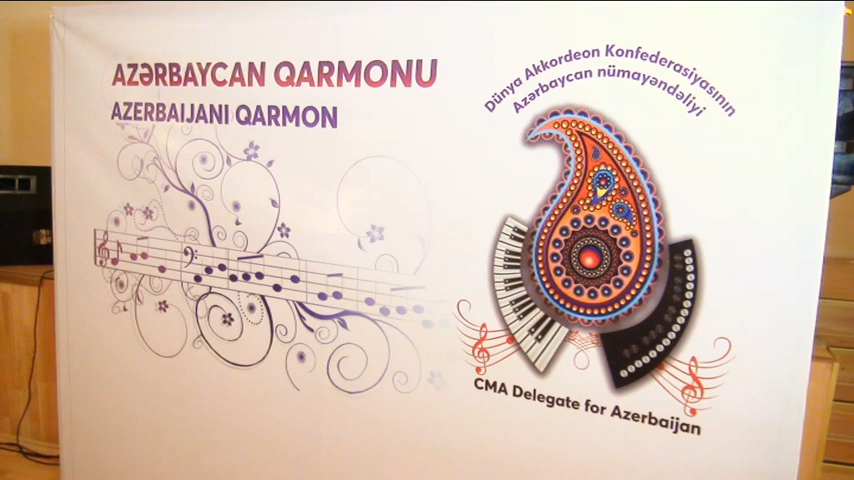 AZƏRBAYCAN QARMONU
AZERBAIJANI QARMON
Dünya Akkordeon Konfederasiyasının
Azərbaycan nümayəndəliyi
CMA Delegate for Azerbaijan